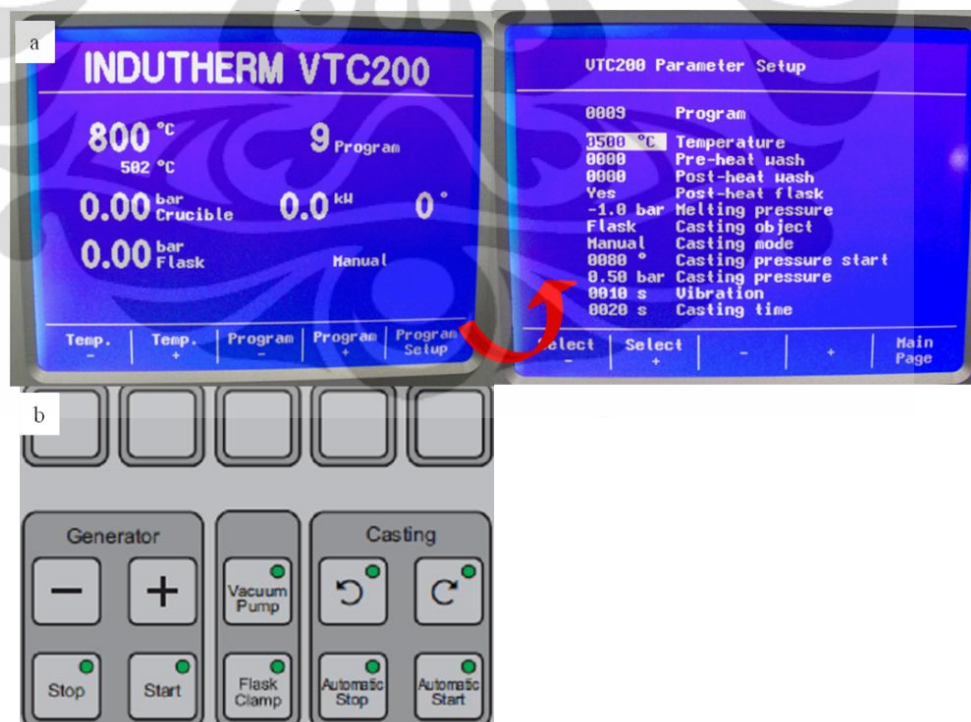 a
INDUTHERM VTC200
800 °C
502 °C
9 Program
0.00 bar Crucible
0.0 kW
0 °
0.00 bar Flask
Manual
Temp. -
Temp. +
Program -
Program +
Program Setup
VTC200 Parameter Setup
0009 Program
0500 °C Temperature
0000 Pre-heat wash
0000 Post-heat wash
Yes Post-heat flask
-1.0 bar Melting pressure
Flask Casting object
Manual Casting mode
0080 ° Casting pressure start
0.50 bar Casting pressure
0010 s Vibration
0020 s Casting time
Select -
Select +
-
+
Main Page
b
Generator
Casting
- +
Vacuum Pump
Stop
Start
Flask Clamp
Automatic Stop
Automatic Start